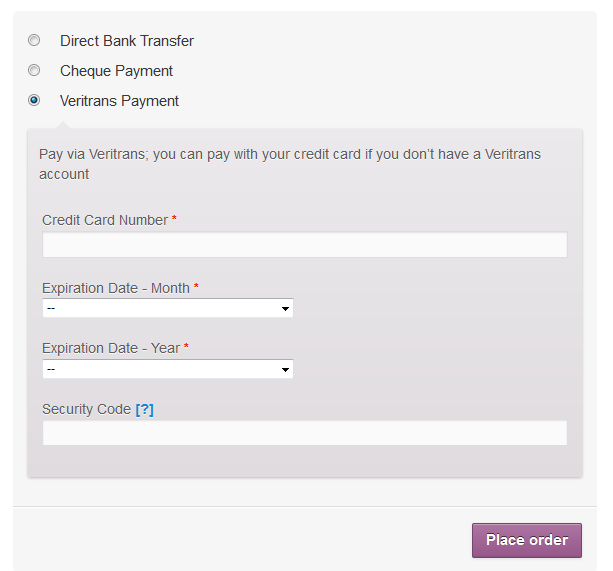 Direct Bank Transfer
Cheque Payment
Veritrans Payment
Pay via Veritrans; you can pay with your credit card if you don’t have a Veritrans
account
Credit Card Number *
Expiration Date - Month *
--
Expiration Date - Year *
--
Security Code [?]
Place order